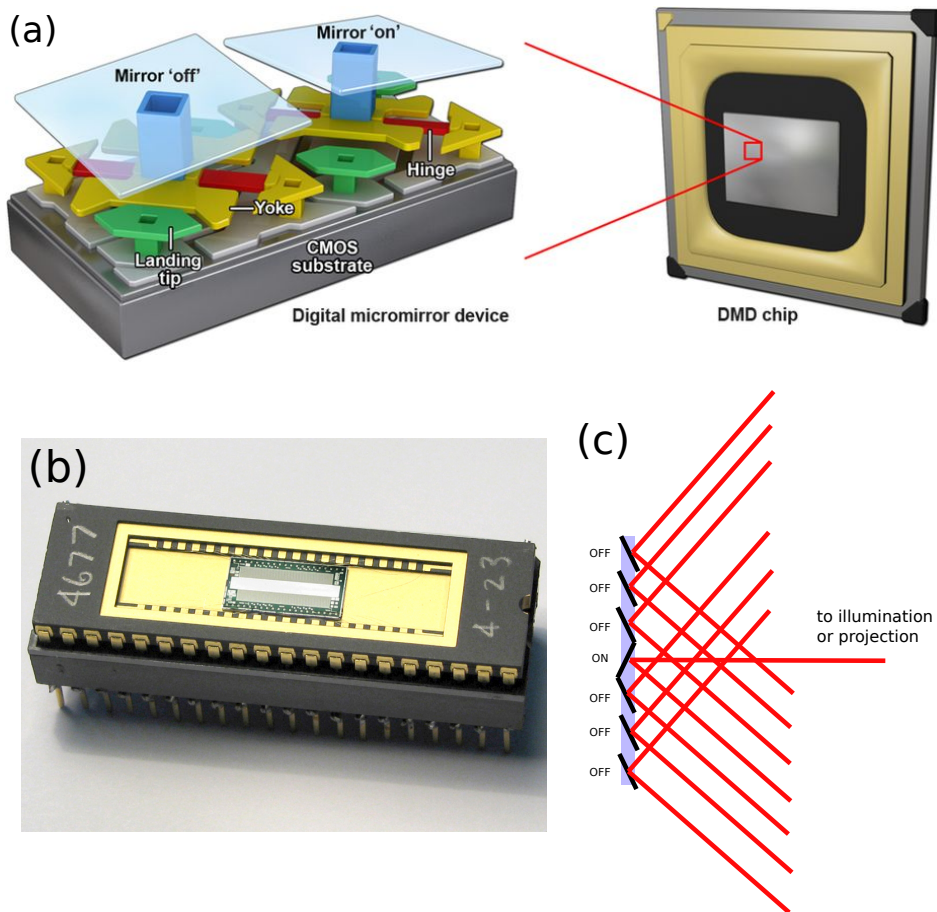 (a)
Mirror 'off'
Mirror 'on'
Hinge
Yoke
Landing
tip
CMOS
substrate
Digital micromirror device
DMD chip
(b)
4677
4-23
(c)
OFF
OFF
OFF
ON
OFF
OFF
OFF
to illumination
or projection